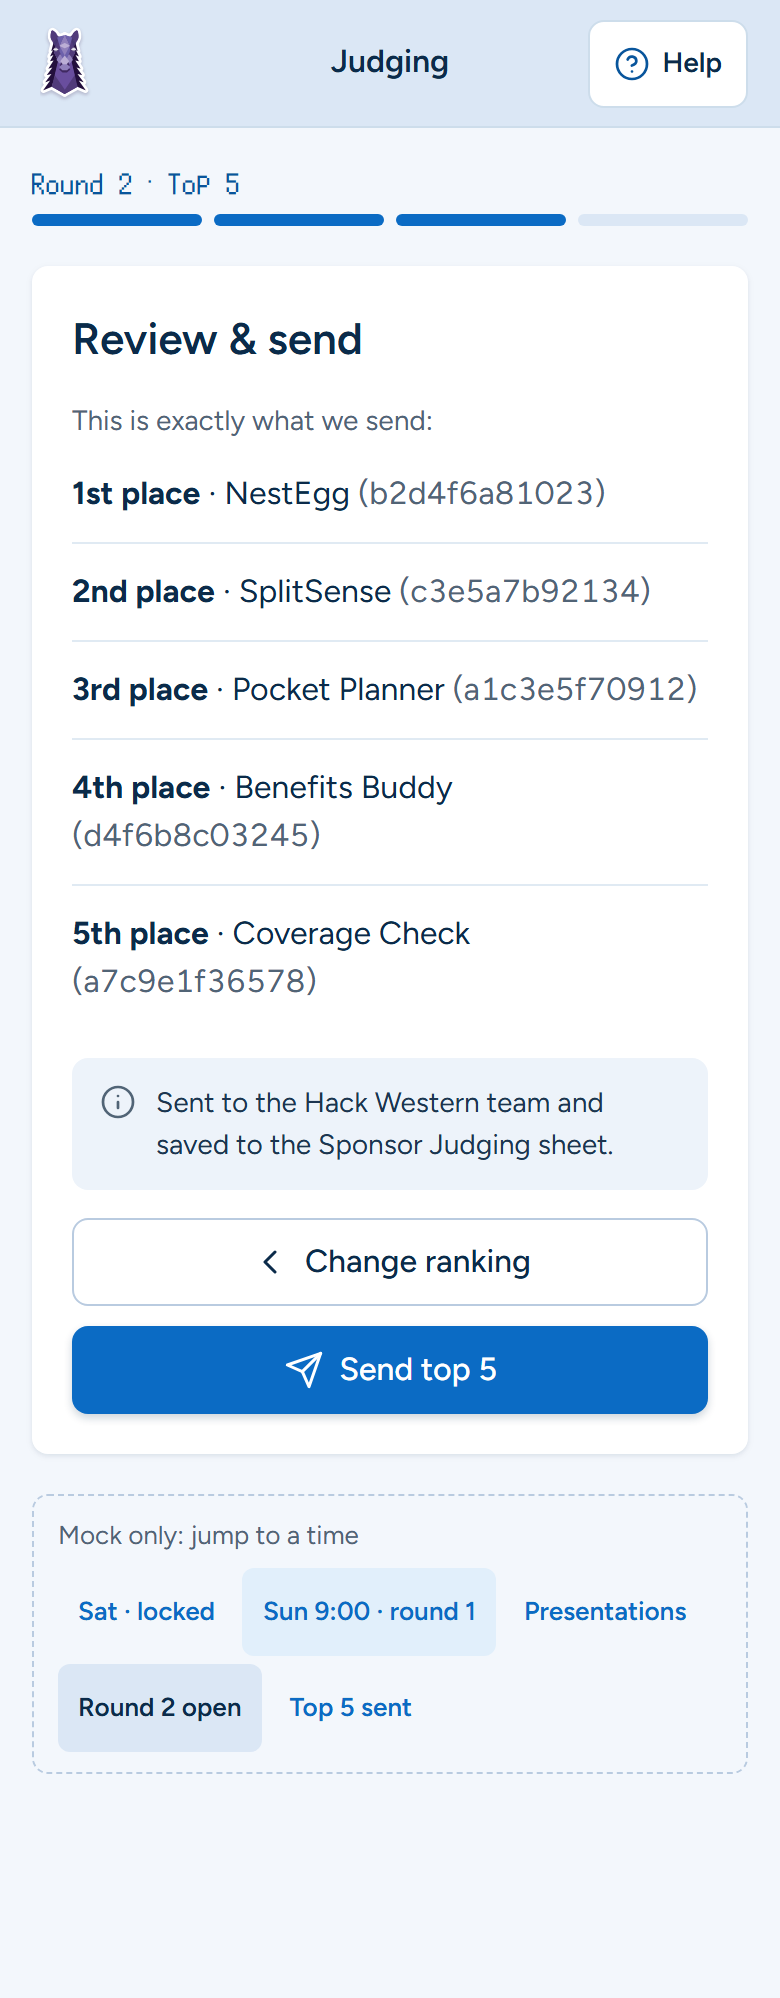 Judging
Help
Round 2 · Top 5
Review & send
This is exactly what we send:
1st place · NestEgg (b2d4f6a81023)
2nd place · SplitSense (c3e5a7b92134)
3rd place · Pocket Planner (a1c3e5f70912)
4th place · Benefits Buddy
(d4f6b8c03245)
5th place · Coverage Check
(a7c9e1f36578)
Sent to the Hack Western team and
saved to the Sponsor Judging sheet.
Change ranking
Send top 5
Mock only: jump to a time
Sat · locked
Sun 9:00 · round 1
Presentations
Round 2 open
Top 5 sent